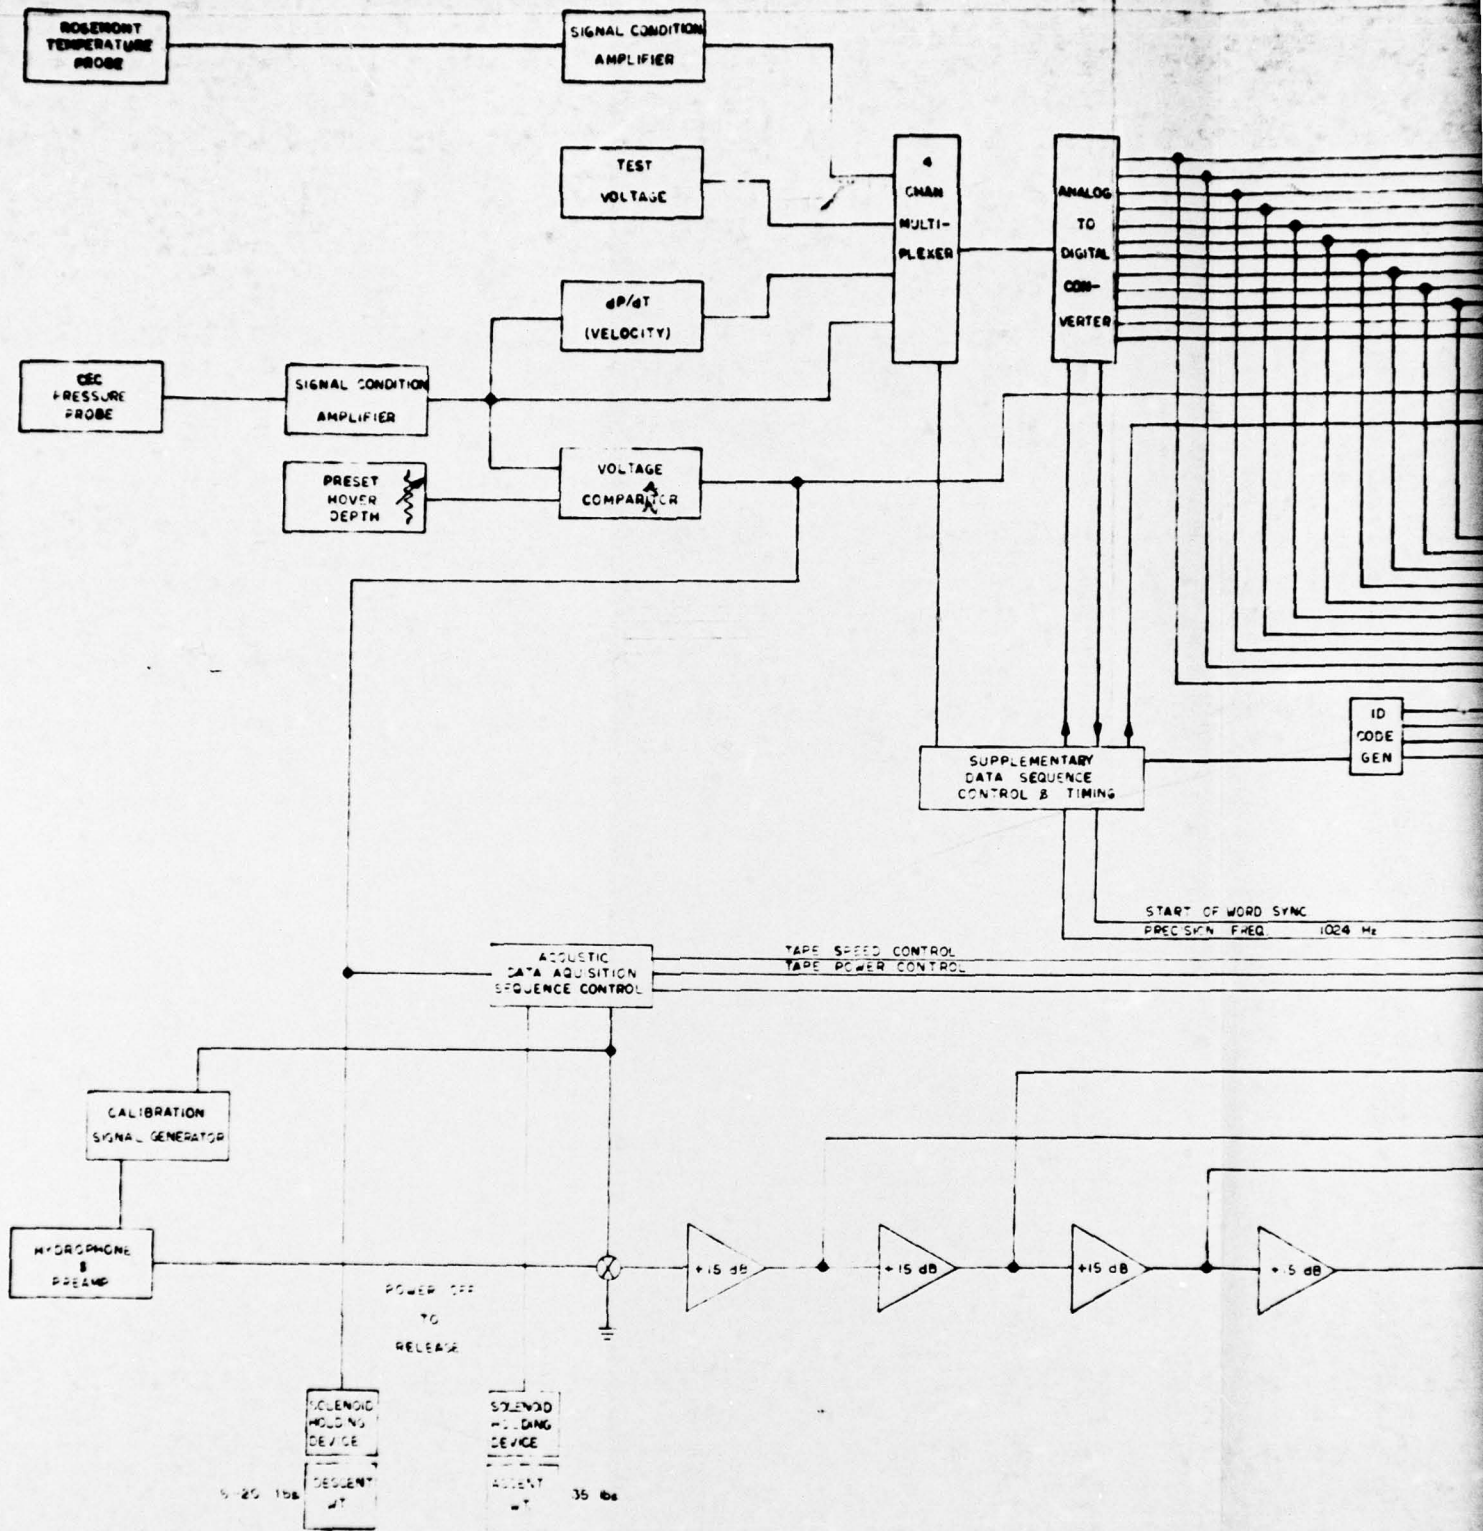 ROSEMONT
TEMPERATURE
PROBE
SIGNAL CONDITION
AMPLIFIER
TEST
VOLTAGE
4
CHAN
MULTI-
PLEXER
ANALOG
TO
DIGITAL
CON-
VERTER
dP/dT
(VELOCITY)
CEC
PRESSURE
PROBE
SIGNAL CONDITION
AMPLIFIER
PRESET
HOVER
DEPTH
VOLTAGE
COMPARATOR
ID
CODE
GEN
SUPPLEMENTARY
DATA SEQUENCE
CONTROL & TIMING
START OF WORD SYNC
PRECISION FREQ. 1024 Hz
TAPE SPEED CONTROL
TAPE POWER CONTROL
ACOUSTIC
DATA AQUISITION
SEQUENCE CONTROL
CALIBRATION
SIGNAL GENERATOR
HYDROPHONE
&
PREAMP
+15 dB
+15 dB
+15 dB
+15 dB
POWER OFF
TO
RELEASE
SOLENOID
HOLDING
DEVICE
SOLENOID
HOLDING
DEVICE
DESCENT
WT.
lbs
ASCENT
WT.
35 lbs